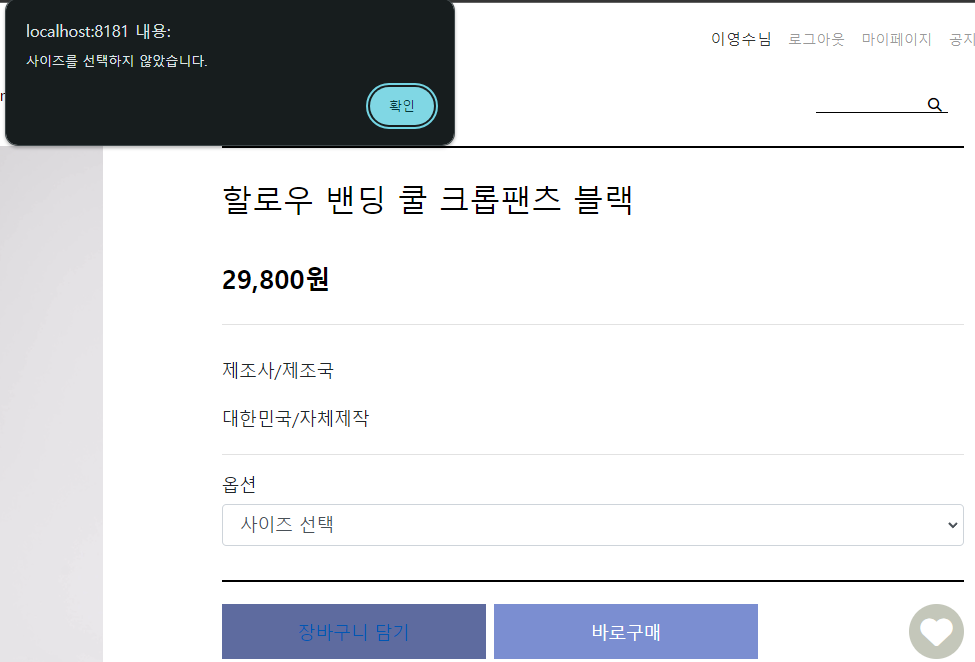 localhost:8181 내용:
사이즈를 선택하지 않았습니다.
확인
이영수님 로그아웃 마이페이지 공지
할로우 밴딩 쿨 크롭팬츠 블랙
29,800원
제조사/제조국
대한민국/자체제작
옵션
사이즈 선택
장바구니 담기 바로구매